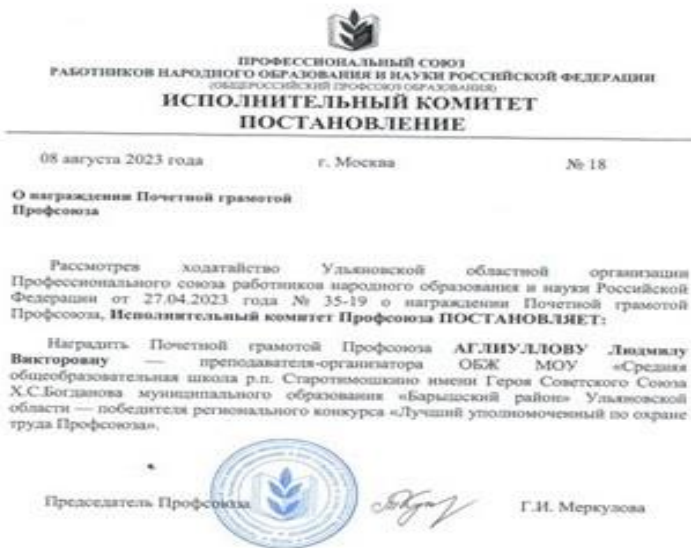 ПРОФЕССИОНАЛЬНЫЙ СОЮЗ
РАБОТНИКОВ НАРОДНОГО ОБРАЗОВАНИЯ И НАУКИ РОССИЙСКОЙ ФЕДЕРАЦИИ
(ОБЩЕРОССИЙСКИЙ ПРОФСОЮЗ ОБРАЗОВАНИЯ)
ИСПОЛНИТЕЛЬНЫЙ КОМИТЕТ
ПОСТАНОВЛЕНИЕ
08 августа 2023 года г. Москва № 18
О награждении Почетной грамотой
Профсоюза
Рассмотрев ходатайство Ульяновской областной организации
Профессионального союза работников народного образования и науки Российской
Федерации от 27.04.2023 года № 35-19 о награждении Почетной грамотой
Профсоюза, Исполнительный комитет Профсоюза ПОСТАНОВЛЯЕТ:
Наградить Почетной грамотой Профсоюза АГЛИУЛЛОВУ Людмилу
Викторовну — преподавателя-организатора ОБЖ МОУ «Средняя
общеобразовательная школа р.п. Старотимошкино имени Героя Советского Союза
Х.С.Богданова муниципального образования «Барышский район» Ульяновской
области — победителя регионального конкурса «Лучший уполномоченный по охране
труда Профсоюза».
Председатель Профсоюза Г.И. Меркулова